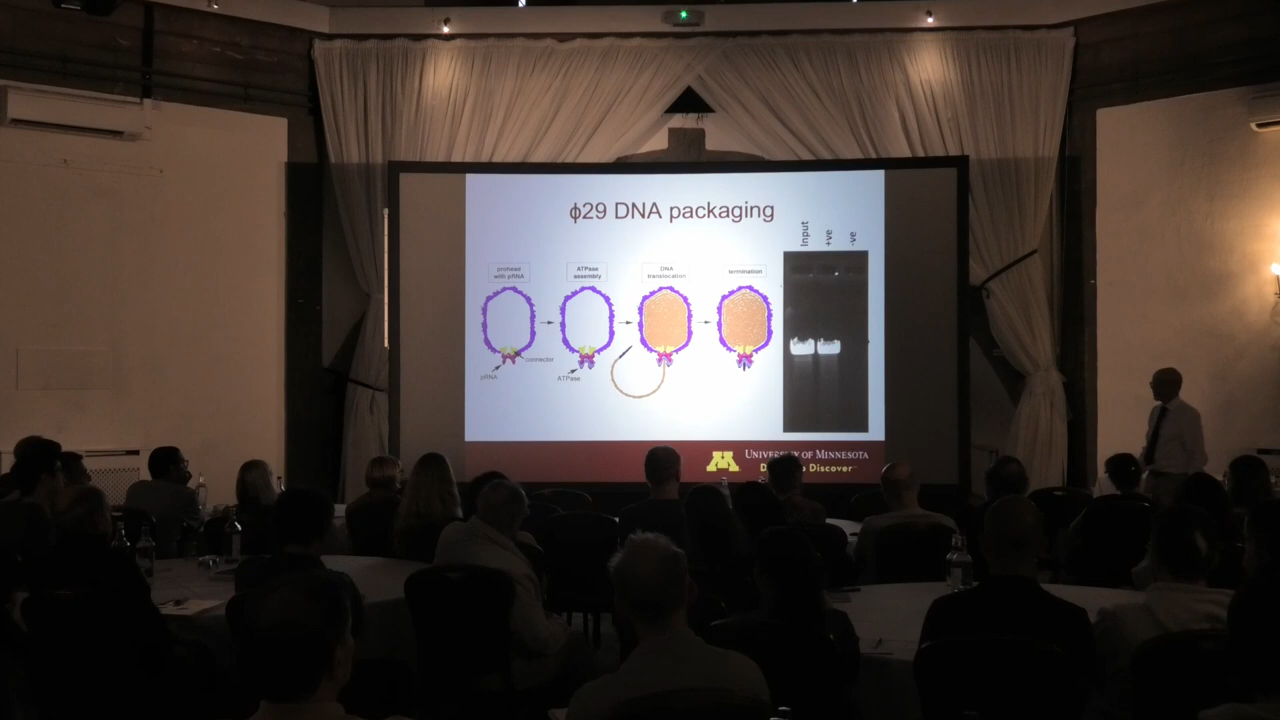 ϕ29 DNA packaging
Input
+ve
-ve
prohead
with pRNA
ATPase
assembly
DNA
translocation
termination
connector
pRNA
ATPase
UNIVERSITY OF MINNESOTA
Discover